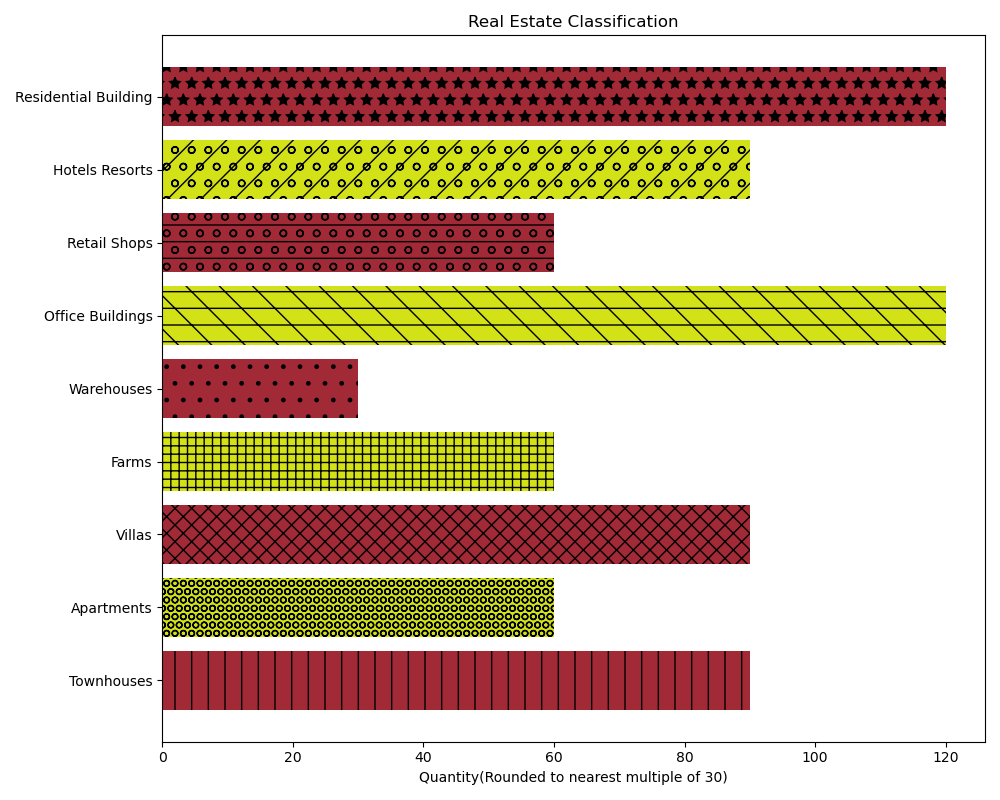 Real Estate Classification
Residential Building
Hotels Resorts
Retail Shops
Office Buildings
Warehouses
Farms
Villas
Apartments
Townhouses
0 20 40 60 80 100 120
Quantity(Rounded to nearest multiple of 30)